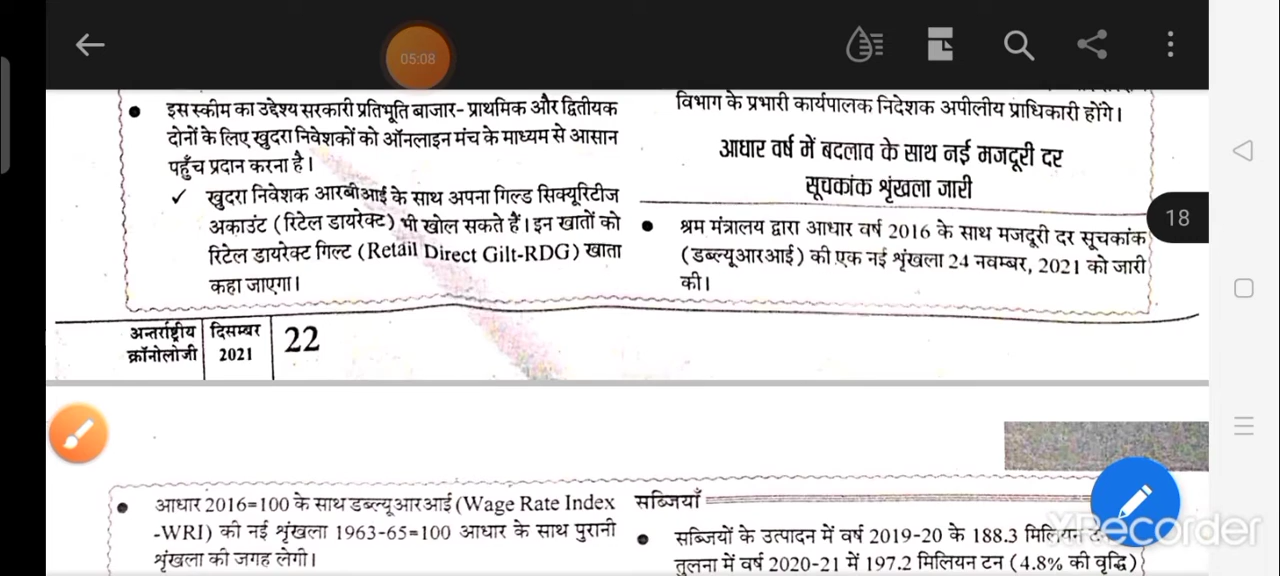 05:08
इस स्कीम का उद्देश्य सरकारी प्रतिभूति बाजार- प्राथमिक और द्वितीयक
दोनों के लिए खुदरा निवेशकों को ऑनलाइन मंच के माध्यम से आसान
पहुँच प्रदान करना है।
✓ खुदरा निवेशक आरबीआई के साथ अपना गिल्ड सिक्यूरिटीज
अकाउंट (रिटेल डायरेक्ट) भी खोल सकते हैं। इन खातों को
रिटेल डायरेक्ट गिल्ट (Retail Direct Gilt-RDG) खाता
कहा जाएगा।
विभाग के प्रभारी कार्यपालक निदेशक अपीलीय प्राधिकारी होंगे।
आधार वर्ष में बदलाव के साथ नई मजदूरी दर
सूचकांक शृंखला जारी
● श्रम मंत्रालय द्वारा आधार वर्ष 2016 के साथ मजदूरी दर सूचकांक
(डब्ल्यूआरआई) की एक नई शृंखला 24 नवम्बर, 2021 को जारी
की।
18
अन्तर्राष्ट्रीय
क्रॉनोलोजी
दिसम्बर
2021
22
● आधार 2016=100 के साथ डब्ल्यूआरआई (Wage Rate Index
-WRI) की नई शृंखला 1963-65=100 आधार के साथ पुरानी
शृंखला की जगह लेगी।
सब्जियाँ
● सब्जियों के उत्पादन में वर्ष 2019-20 के 188.3 मिलियन
तुलना में वर्ष 2020-21 में 197.2 मिलियन टन (4.8% की वृद्धि)
XRecorder